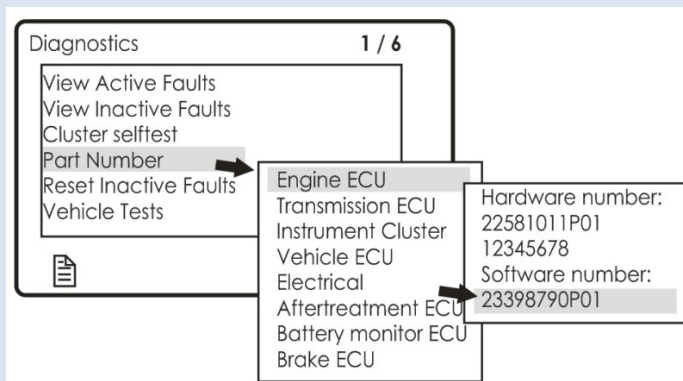 Diagnostics
1 / 6
View Active Faults
View Inactive Faults
Cluster selftest
Part Number
Reset Inactive Faults
Vehicle Tests
Engine ECU
Transmission ECU
Instrument Cluster
Vehicle ECU
Electrical
Aftertreatment ECU
Battery monitor ECU
Brake ECU
Hardware number:
22581011P01
12345678
Software number:
23398790P01